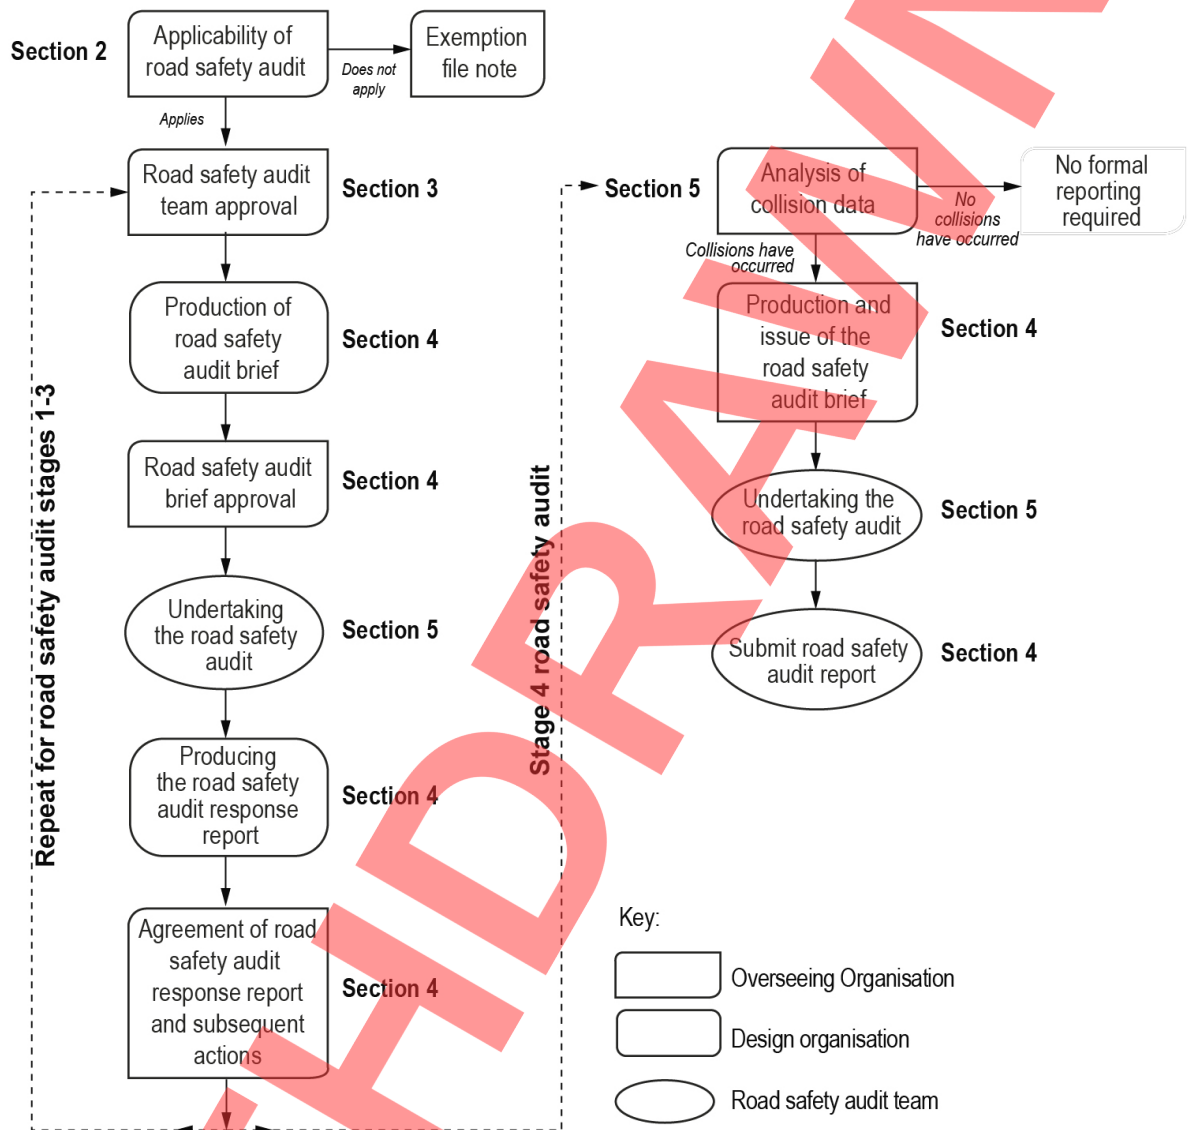 Section 2
Applicability of
road safety audit
Does not
apply
Exemption
file note
Applies
Road safety audit
team approval
Section 3
Production of
road safety
audit brief
Section 4
Road safety audit
brief approval
Section 4
Undertaking
the road safety
audit
Section 5
Producing
the road safety
audit response
report
Section 4
Agreement of road
safety audit
response report
and subsequent
actions
Section 4
Repeat for road safety audit stages 1-3
Stage 4 road safety audit
Section 5
Analysis of
collision data
No
collisions
have occurred
No formal
reporting
required
Collisions have
occurred
Production and
issue of the
road safety
audit brief
Section 4
Undertaking the
road safety audit
Section 5
Submit road safety
audit report
Section 4
Key:
Overseeing Organisation
Design organisation
Road safety audit team
THDRAWN